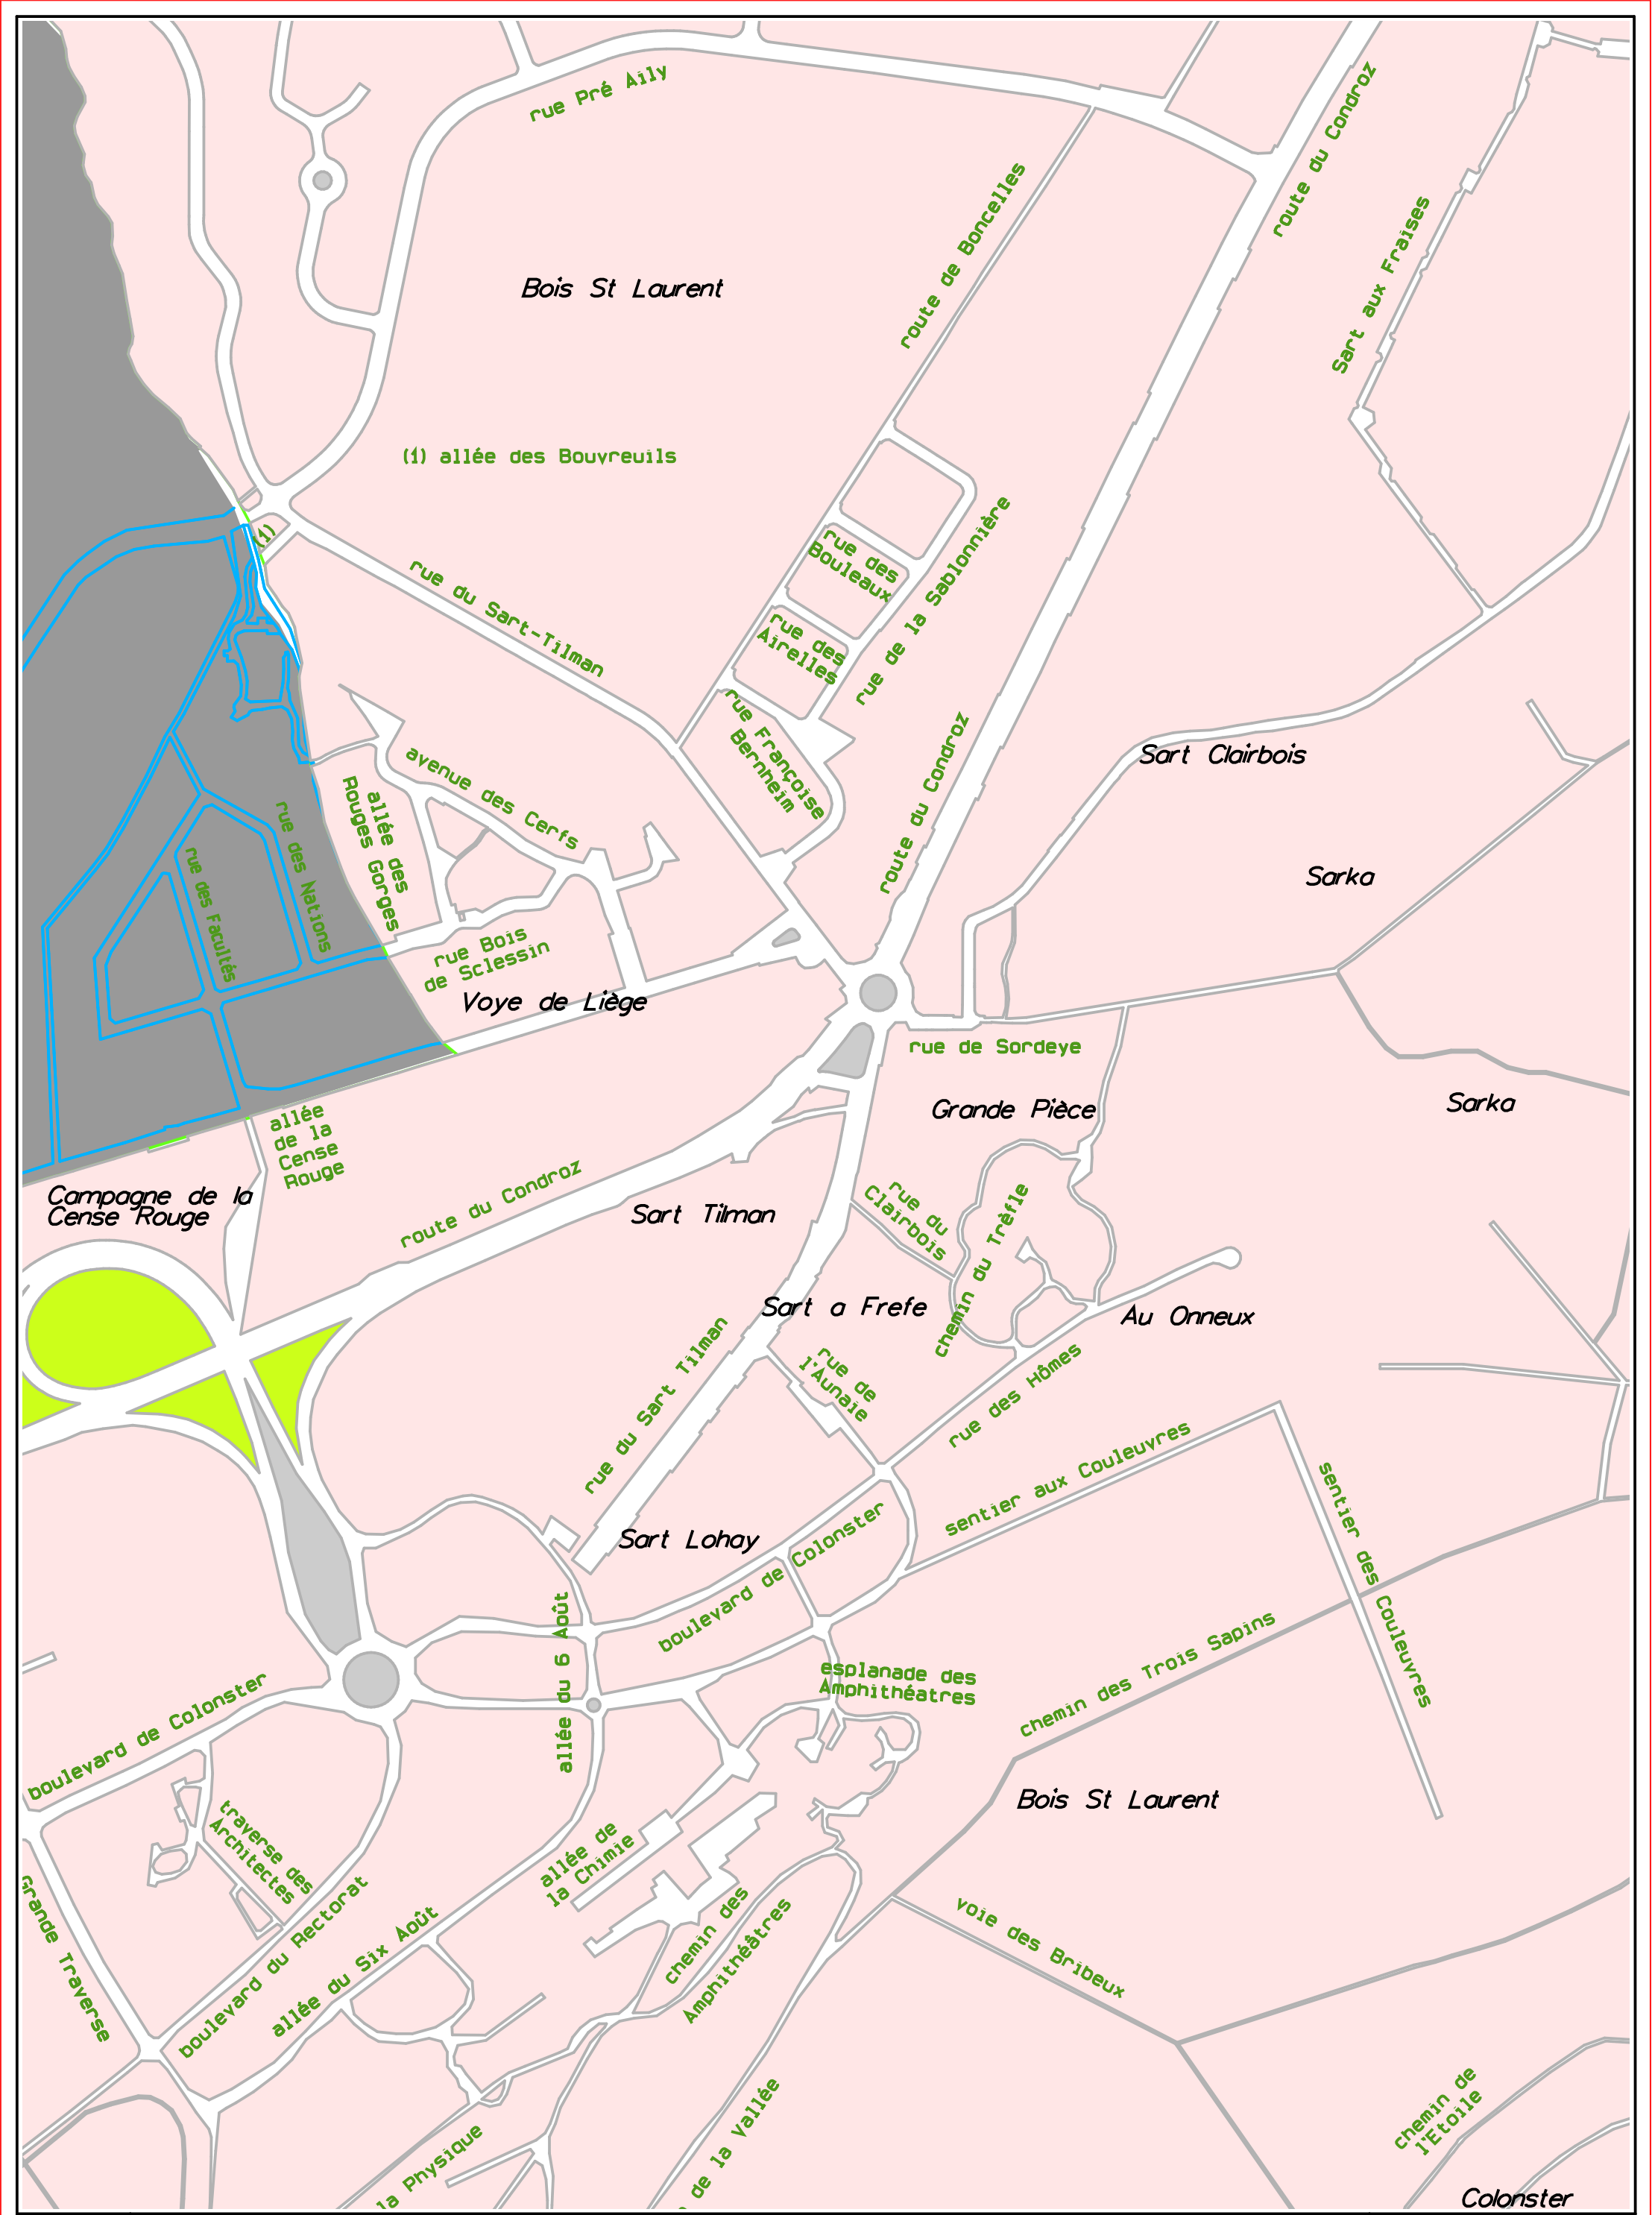 rue Pré Aily
route du Condroz
route de Boncelles
Sart aux Fraises
Bois St Laurent
(1) allée des Bouvreuils
(1)
rue du Sart-Tilman
rue des
Bouleaux
rue de la Sablonnière
rue des
Airelles
rue Françoise
Bernheim
route du Condroz
Sart Clairbois
avenue des Cerfs
allée des
Rouges Gorges
rue des Nations
rue des Facultés
Sarka
rue Bois
de Sclessin
Voye de Liège
rue de Sordeye
Grande Pièce
Sarka
allée
de la
Cense
Rouge
Campagne de la
Cense Rouge
route du Condroz
Sart Tilman
rue du
Clairbois
chemin du Trèfle
Sart a Frefe
Au Onneux
rue du Sart Tilman
rue de
l'Aunaie
rue des Hômes
sentier aux Couleuvres
sentier des Couleuvres
Sart Lohay
boulevard de Colonster
allée du 6 Août
esplanade des
Amphithéatres
chemin des Trois Sapins
boulevard de Colonster
Bois St Laurent
traverse des
Architectes
allée de
la Chimie
Grande Traverse
boulevard du Rectorat
allée du Six Août
chemin des
Amphithéâtres
voie des Bribeux
chemin de
l'Etoile
la Physique
de la Vallée
Colonster